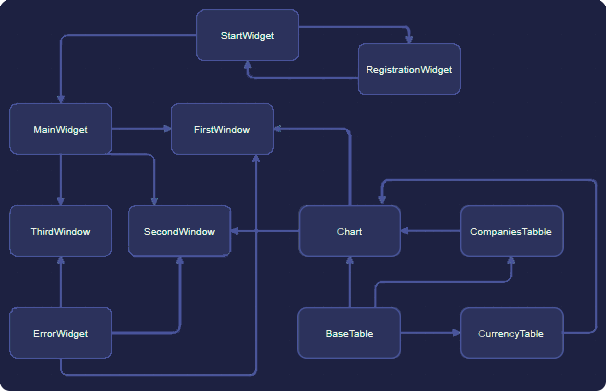 StartWidget
RegistrationWidget
MainWidget
FirstWindow
ThirdWindow
SecondWindow
Chart
CompaniesTabble
ErrorWidget
BaseTable
CurrencyTable